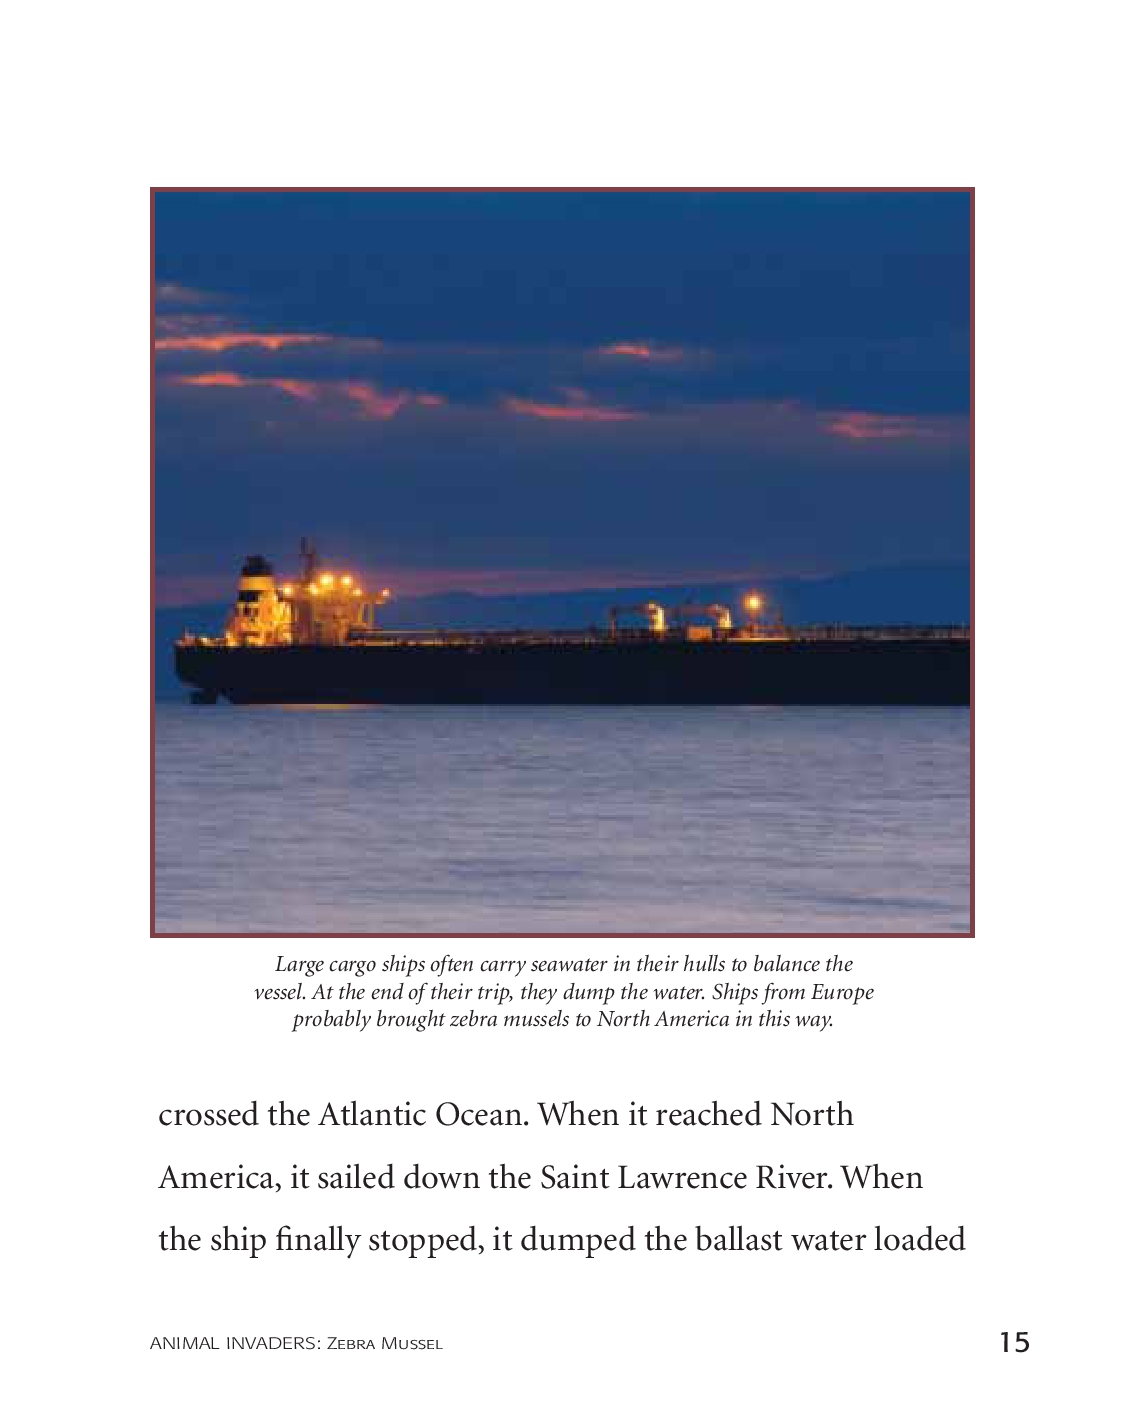 Large cargo ships often carry seawater in their hulls to balance the
vessel. At the end of their trip, they dump the water. Ships from Europe
probably brought zebra mussels to North America in this way.
crossed the Atlantic Ocean. When it reached North
America, it sailed down the Saint Lawrence River. When
the ship finally stopped, it dumped the ballast water loaded
ANIMAL INVADERS: ZEBRA MUSSEL
15